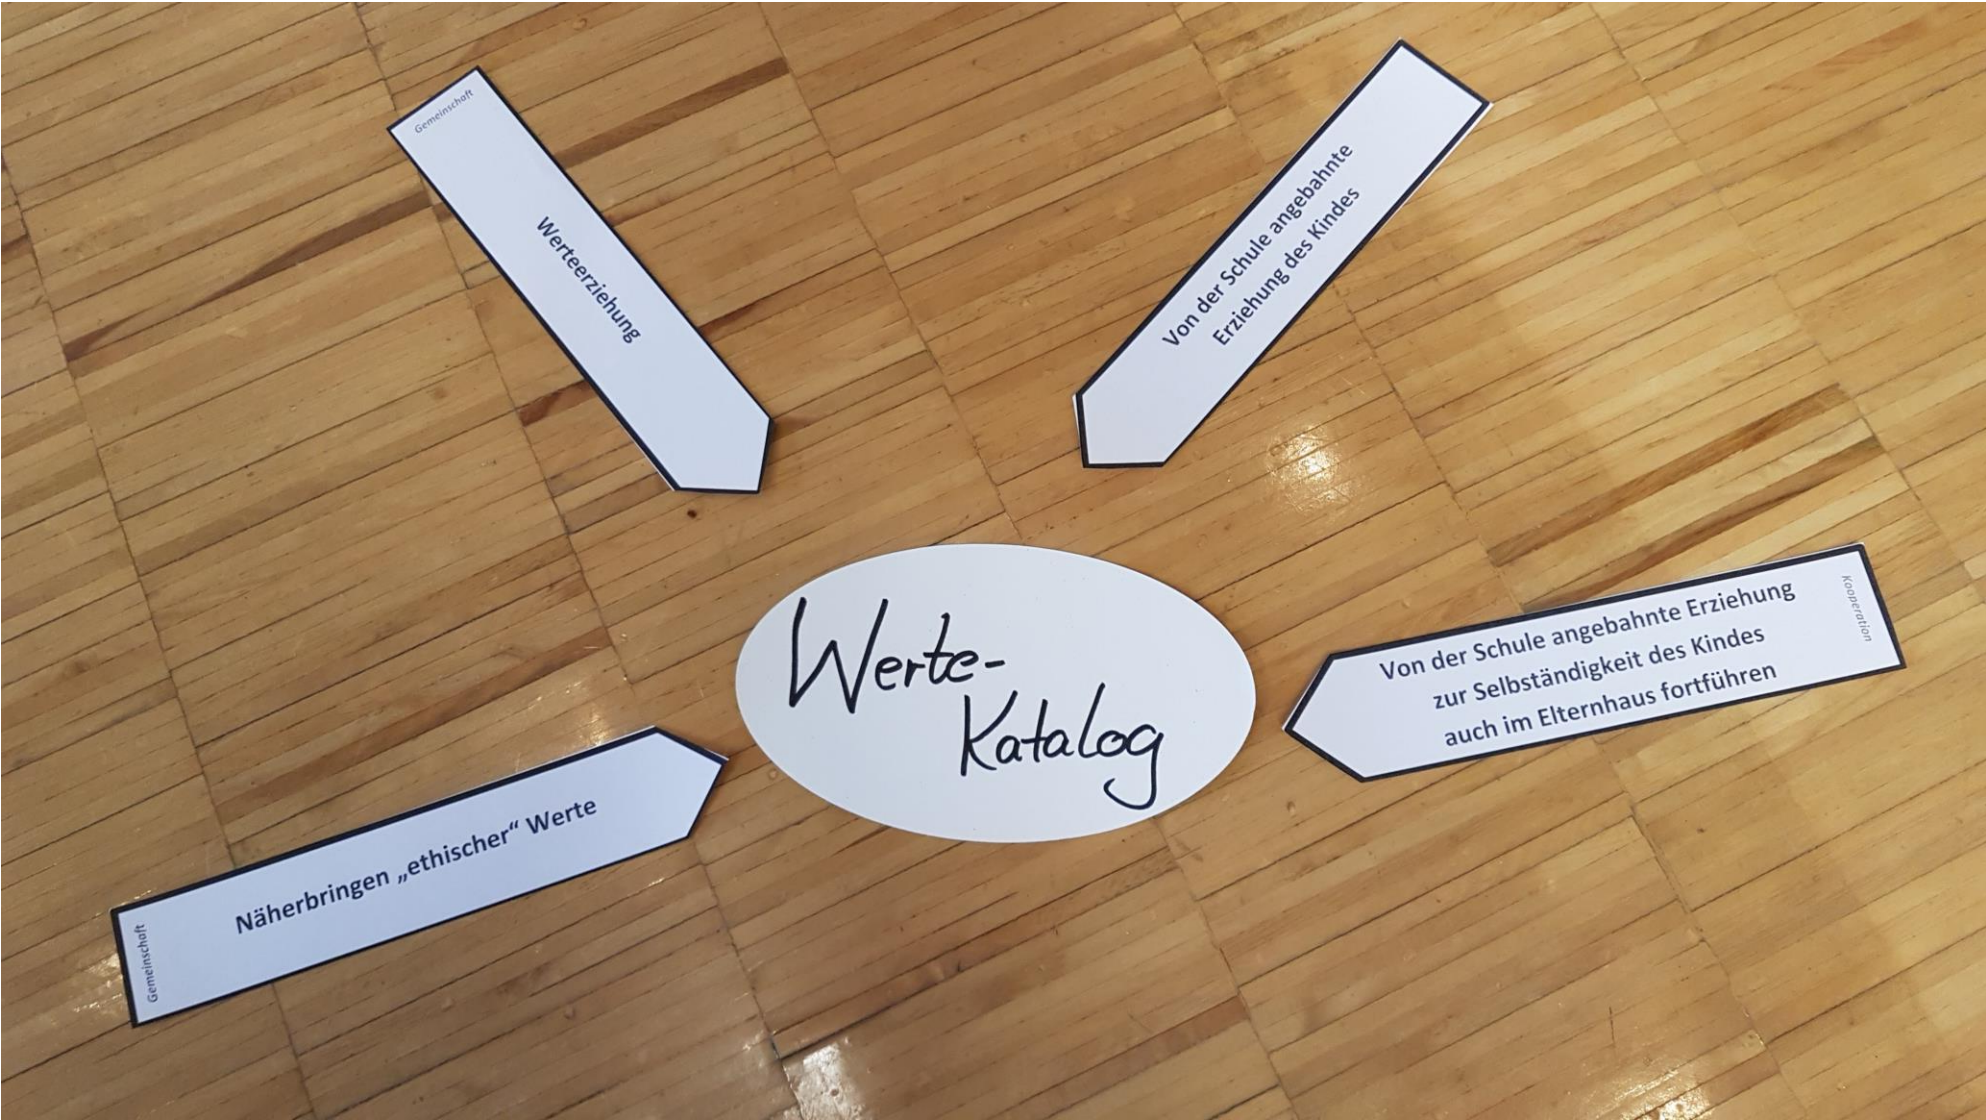 Gemeinschaft
Werteerziehung
Von der Schule angebahnte
Erziehung des Kindes
Werte-
Katalog
Von der Schule angebahnte Erziehung
zur Selbständigkeit des Kindes
auch im Elternhaus fortführen
Kooperation
Näherbringen „ethischer“ Werte
Gemeinschaft